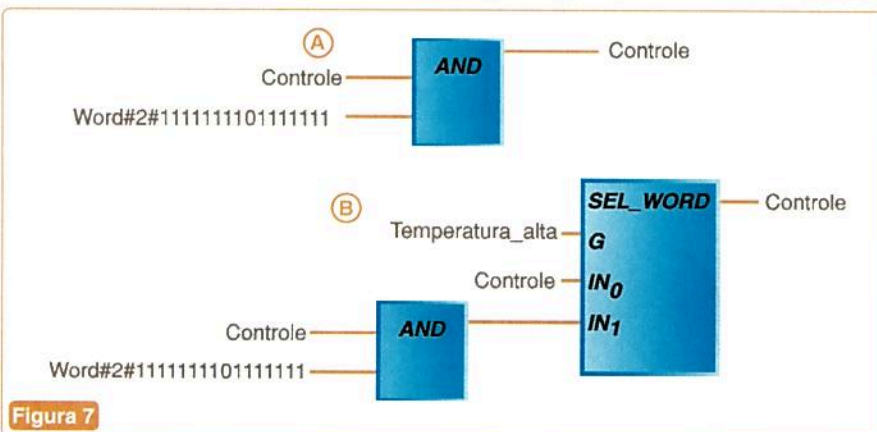 A
AND
Controle
Controle
Word#2#1111111101111111
B
SEL_WORD
Controle
Temperatura_alta
G
Controle
IN0
AND
IN1
Controle
Word#2#1111111101111111
Figura 7